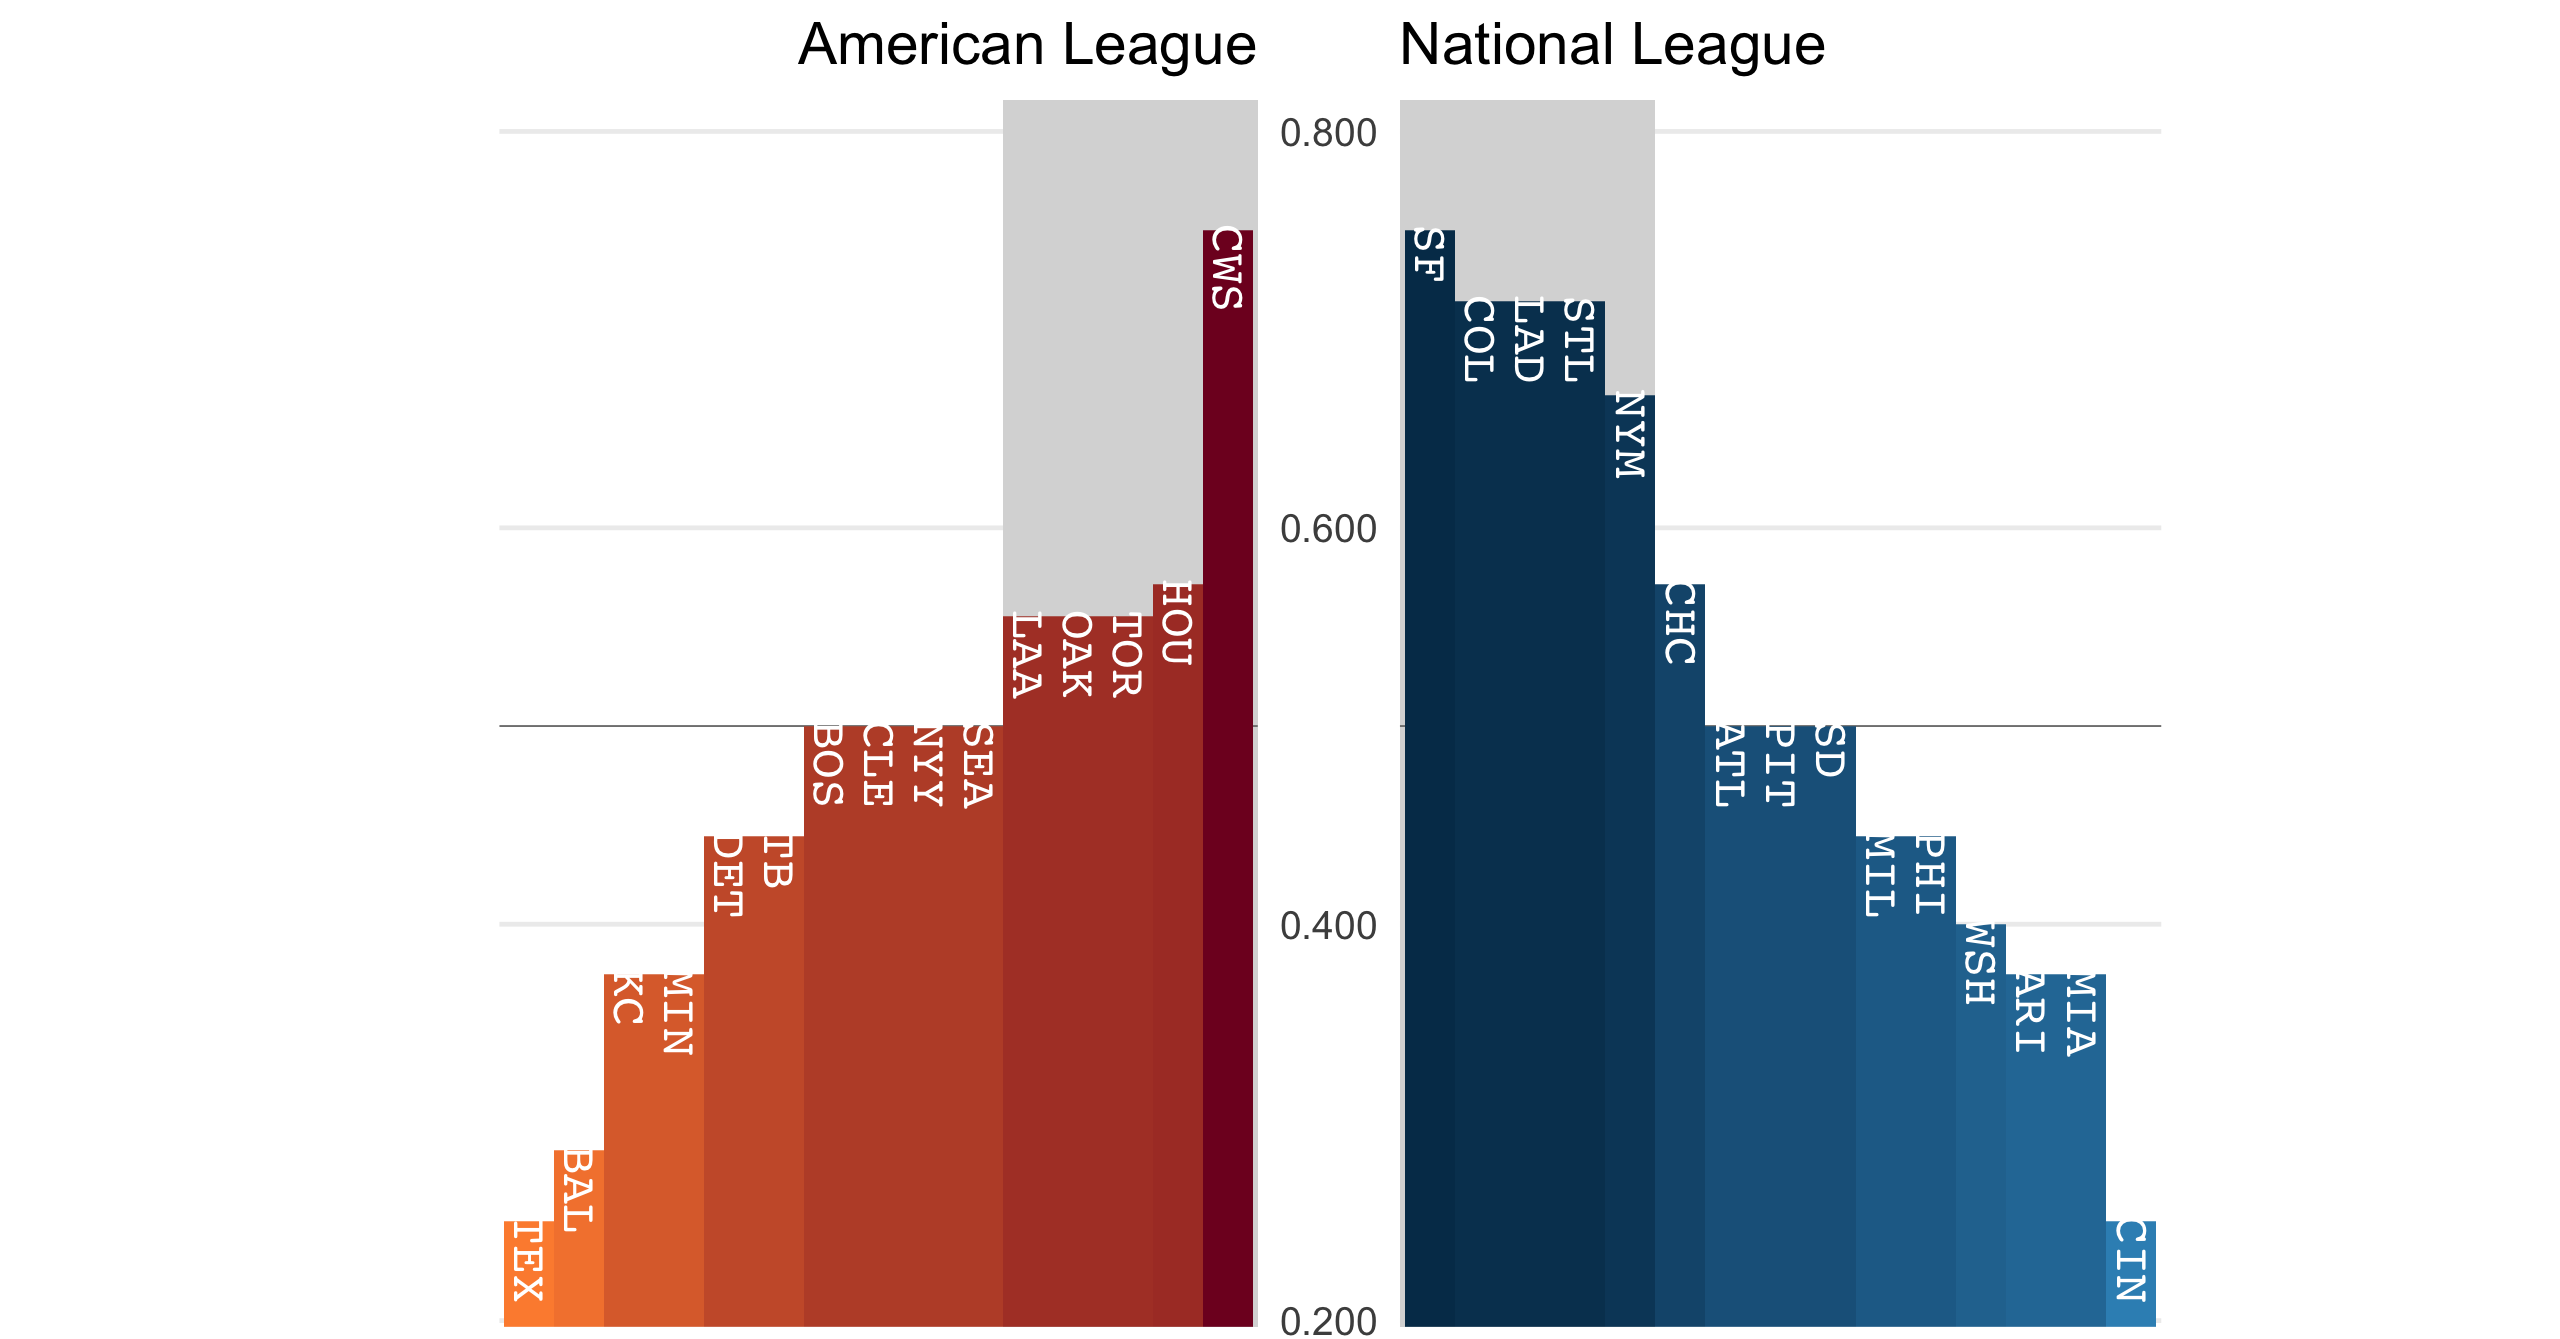 American League
National League
0.800
0.600
0.400
0.200
TEX
BAL
KC
MIN
DET
TB
BOS
CLE
NYY
SEA
LAA
OAK
TOR
HOU
CWS
SF
COL
LAD
STL
NYM
CHC
ATL
PIT
SD
MIL
PHI
WSH
ARI
MIA
CIN